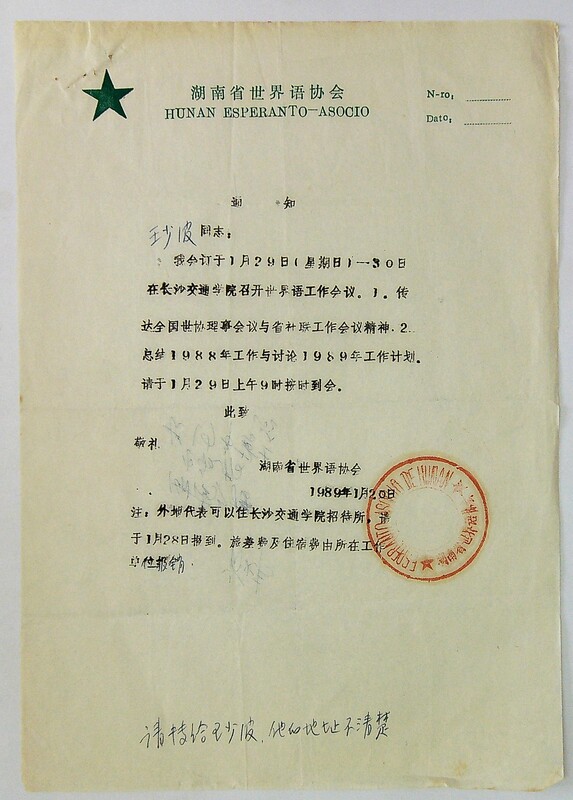 湖南省世界语协会
HUNAN ESPERANTO—ASOCIO
N-ro:
Dato:
通 知
王少波同志:
我会订于1月29日(星期日)—30日
在长沙交通学院召开世界语工作会议。1.传
达全国世协理事会议与省社联工作会议精神.2.
总结1988年工作与讨论1989年工作计划.
请于1月29日上午9时按时到会。
此致
敬礼
湖南省世界语协会
1989年1月20日
注:外地代表可以住长沙交通学院招待所。请
于1月28日报到.旅差费及住宿费由所在工作
单位报销.
请转给王少波,他的地址不清楚